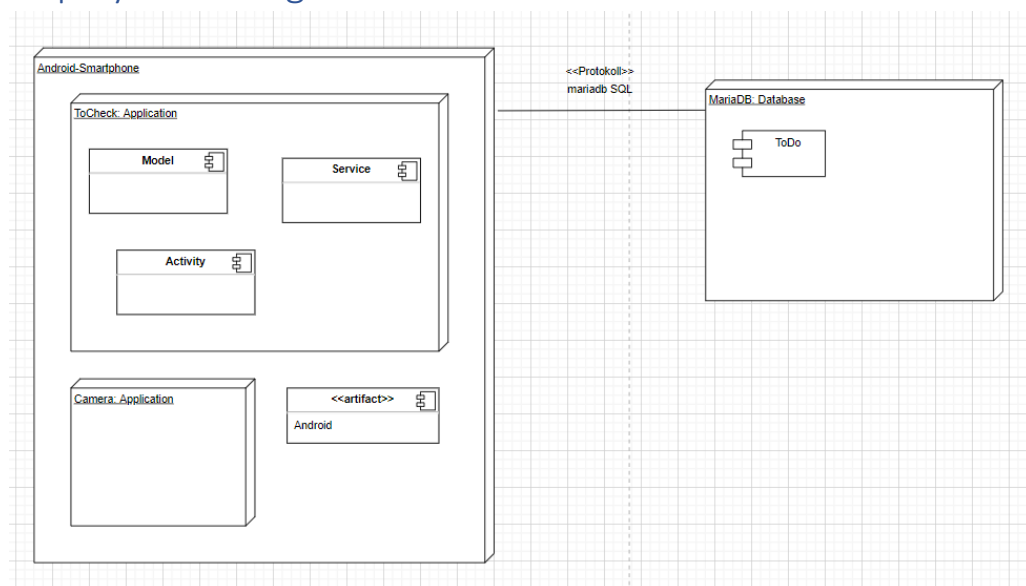 Android-Smartphone
<<Protokoll>>
mariadb SQL
MariaDB: Database
ToCheck: Application
ToDo
Model
Service
Activity
Camera: Application
<<artifact>>
Android